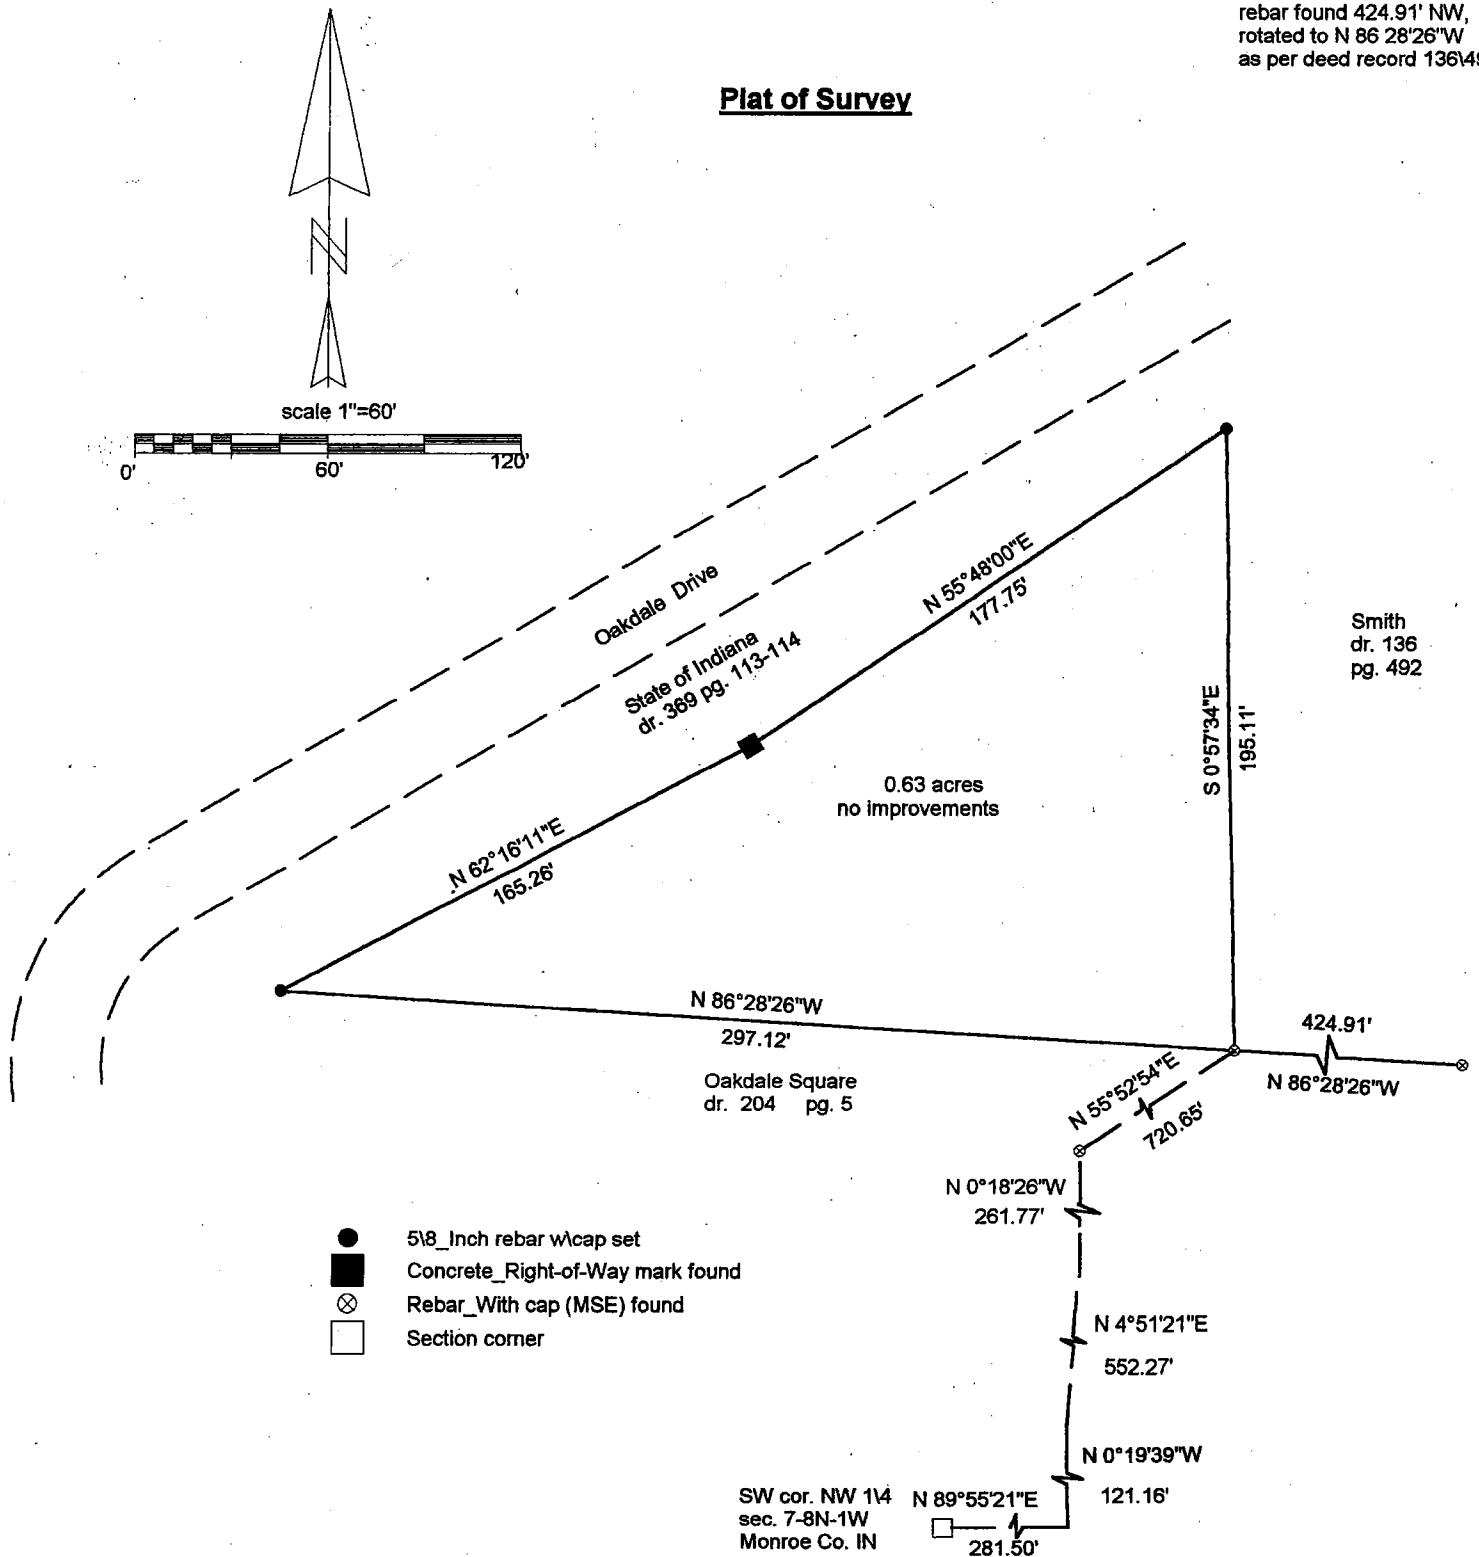 rebar found 424.91' NW,
rotated to N 86 28'26"W
as per deed record 136\49
Plat of Survey
N
scale 1"=60'
0'
60'
120'
Oakdale Drive
State of Indiana
dr. 369 pg. 113-114
N 55°48'00"E
177.75'
Smith
dr. 136
pg. 492
S 0°57'34"E
195.11'
0.63 acres
no improvements
N 62°16'11"E
165.26'
N 86°28'26"W
297.12'
Oakdale Square
dr. 204 pg. 5
424.91'
N 86°28'26"W
N 55°52'54"E
720.65'
N 0°18'26"W
261.77'
5\8_Inch rebar w\cap set
Concrete_Right-of-Way mark found
Rebar_With cap (MSE) found
Section corner
N 4°51'21"E
552.27'
N 0°19'39"W
121.16'
SW cor. NW 1\4
sec. 7-8N-1W
Monroe Co. IN
N 89°55'21"E
281.50'